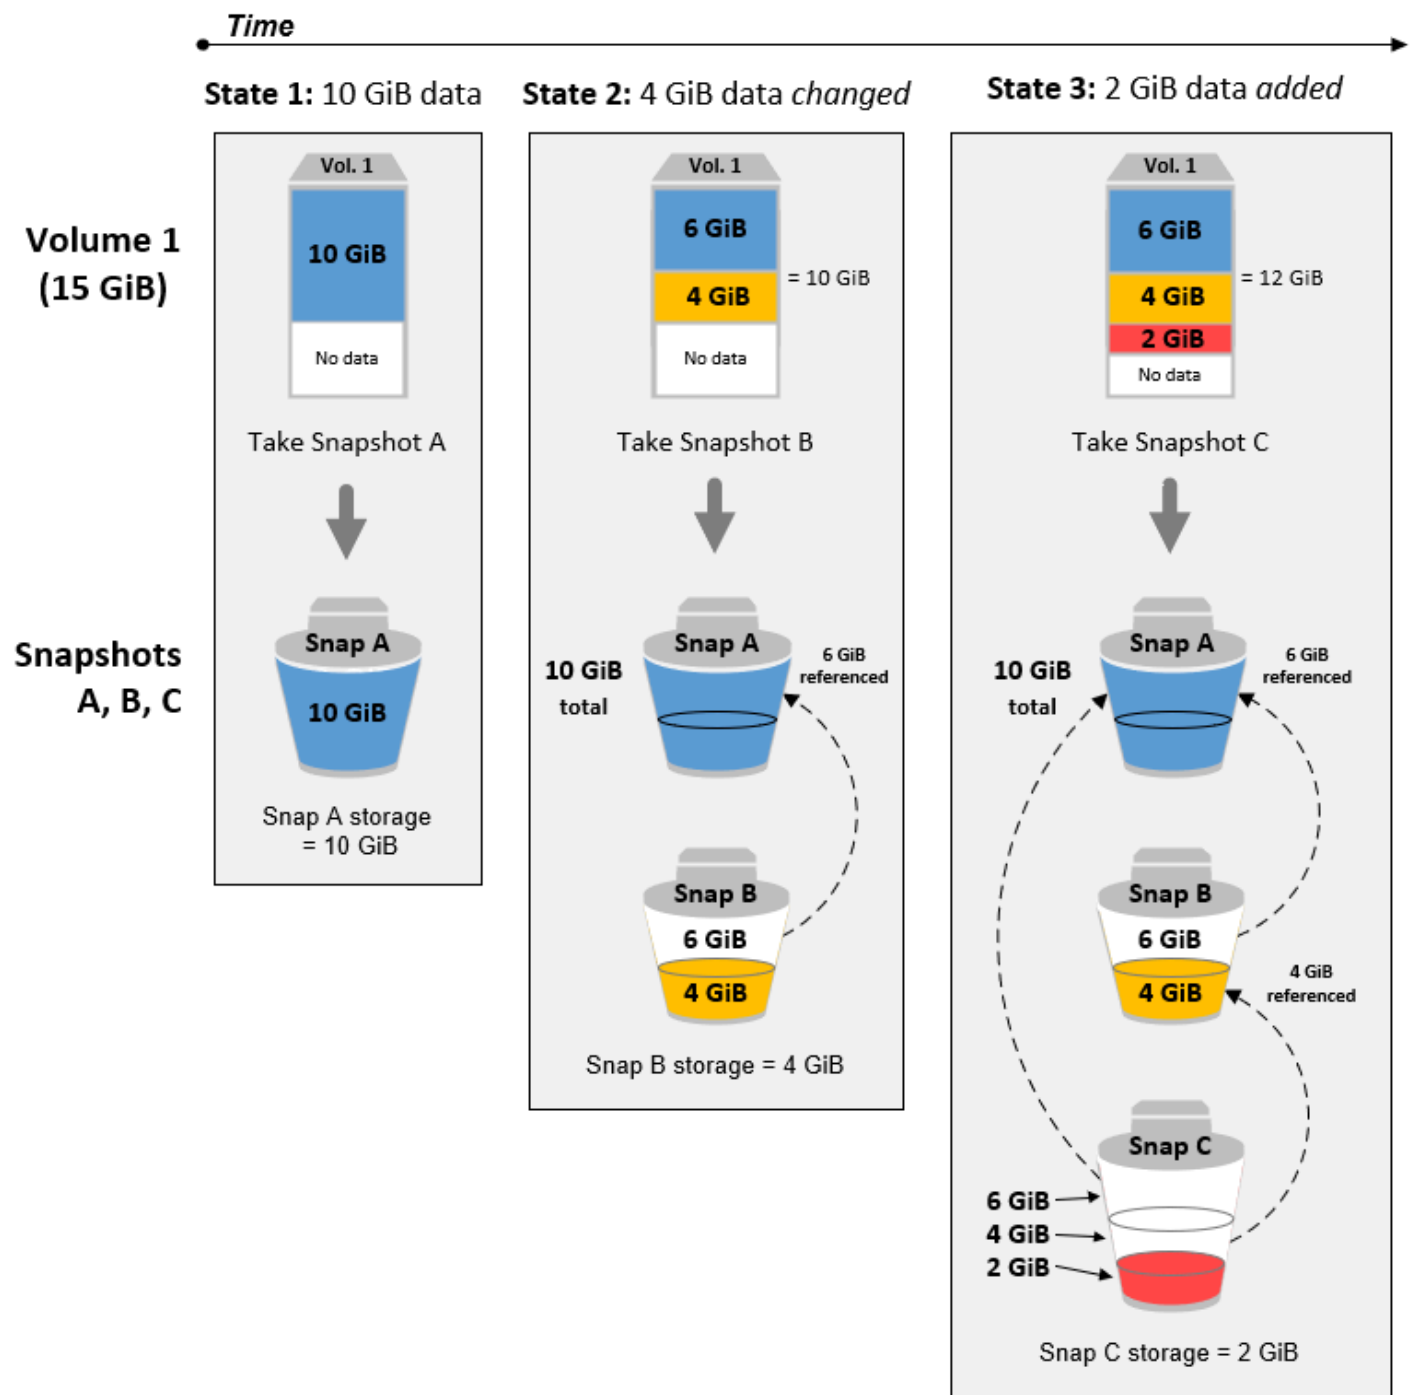 Time
State 1: 10 GiB data
State 2: 4 GiB data changed
State 3: 2 GiB data added
Volume 1
(15 GiB)
Vol. 1
10 GiB
No data
Take Snapshot A
Vol. 1
6 GiB
4 GiB
= 10 GiB
No data
Take Snapshot B
Vol. 1
6 GiB
4 GiB
= 12 GiB
2 GiB
No data
Take Snapshot C
Snapshots
A, B, C
Snap A
10 GiB
Snap A storage
= 10 GiB
10 GiB
total
Snap A
6 GiB
referenced
Snap B
6 GiB
4 GiB
Snap B storage = 4 GiB
10 GiB
total
Snap A
6 GiB
referenced
Snap B
6 GiB
4 GiB
4 GiB
referenced
Snap C
6 GiB
4 GiB
2 GiB
Snap C storage = 2 GiB